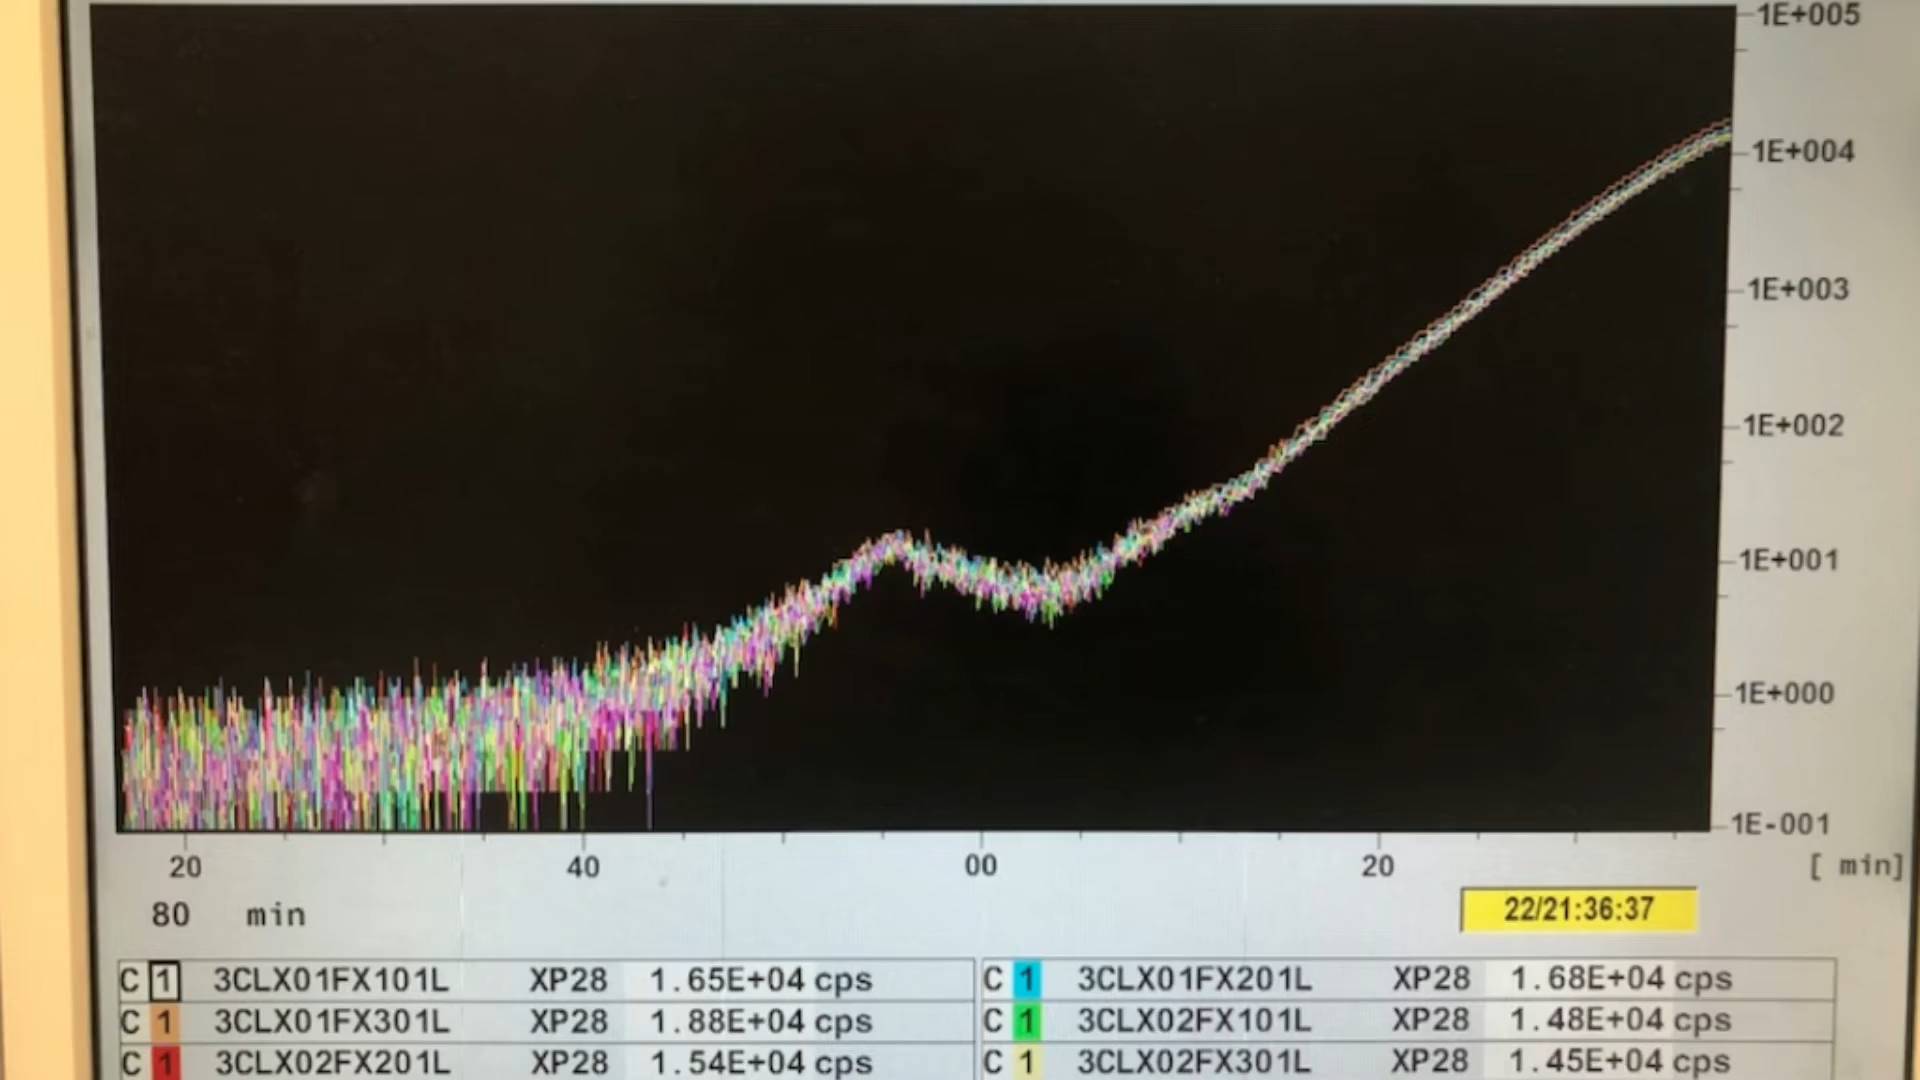 1E+005
1E+004
1E+003
1E+002
1E+001
1E+000
1E-001
20 40 00 20 [ min]
80 min 22/21:36:37
C 1 3CLX01FX101L XP28 1.65E+04 cps C 1 3CLX01FX201L XP28 1.68E+04 cps
C 1 3CLX01FX301L XP28 1.88E+04 cps C 1 3CLX02FX101L XP28 1.48E+04 cps
C 1 3CLX02FX201L XP28 1.54E+04 cps C 1 3CLX02FX301L XP28 1.45E+04 cps